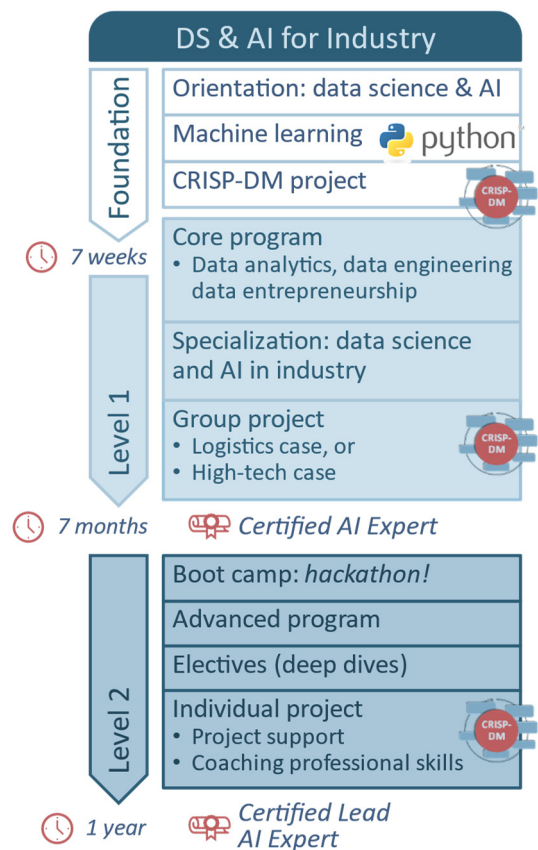 DS & AI for Industry
Foundation
Orientation: data science & AI
Machine learning
python
CRISP-DM project
CRISP-
DM
7 weeks
Core program
• Data analytics, data engineering
data entrepreneurship
Level 1
Specialization: data science
and AI in industry
Group project
• Logistics case, or
• High-tech case
CRISP-
DM
7 months
Certified AI Expert
Level 2
Boot camp: hackathon!
Advanced program
Electives (deep dives)
Individual project
• Project support
• Coaching professional skills
CRISP-
DM
1 year
Certified Lead
AI Expert